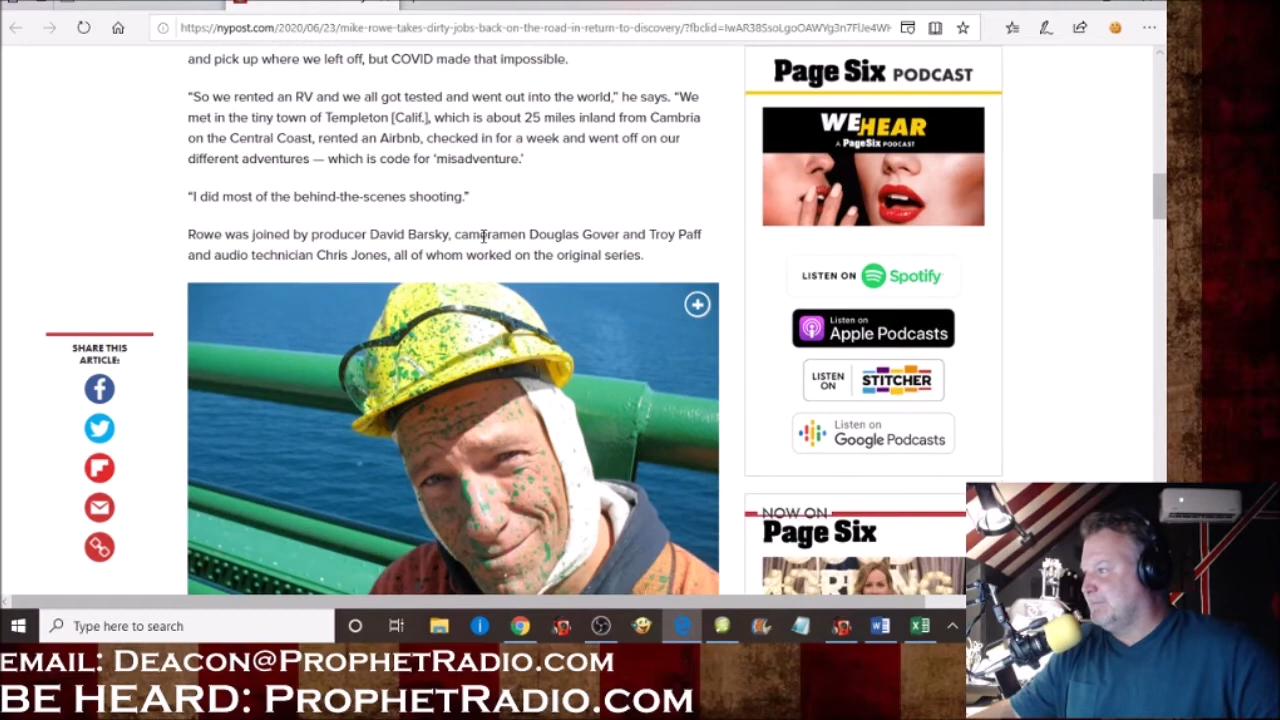 https://nypost.com/2020/06/23/mike-rowe-takes-dirty-jobs-back-on-the-road-in-return-to-discovery/?fbclid=IwAR38SsoLgoOAWYg3n7FlJe4WH
and pick up where we left off, but COVID made that impossible.
“So we rented an RV and we all got tested and went out into the world,” he says. “We
met in the tiny town of Templeton [Calif.], which is about 25 miles inland from Cambria
on the Central Coast, rented an Airbnb, checked in for a week and went off on our
different adventures — which is code for ‘misadventure.’
“I did most of the behind-the-scenes shooting.”
Rowe was joined by producer David Barsky, cameramen Douglas Gover and Troy Paff
and audio technician Chris Jones, all of whom worked on the original series.
SHARE THIS
ARTICLE:
Page Six PODCAST
WE HEAR
A PageSix PODCAST
LISTEN ON Spotify
Listen on
Apple Podcasts
LISTEN
ON
STITCHER
Listen on
Google Podcasts
NOW ON
Page Six
MORNING
Type here to search
EMAIL: DEACON@PROPHETRADIO.COM
BE HEARD: PROPHETRADIO.COM